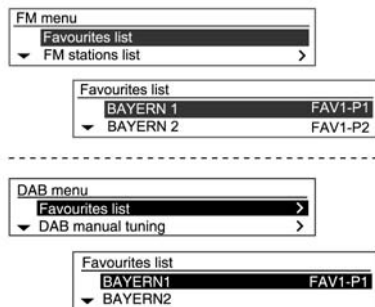 FM menu
Favourites list
FM stations list >
Favourites list
BAYERN 1 FAV1-P1
BAYERN 2 FAV1-P2
DAB menu
Favourites list >
DAB manual tuning >
Favourites list
BAYERN1 FAV1-P1
BAYERN2